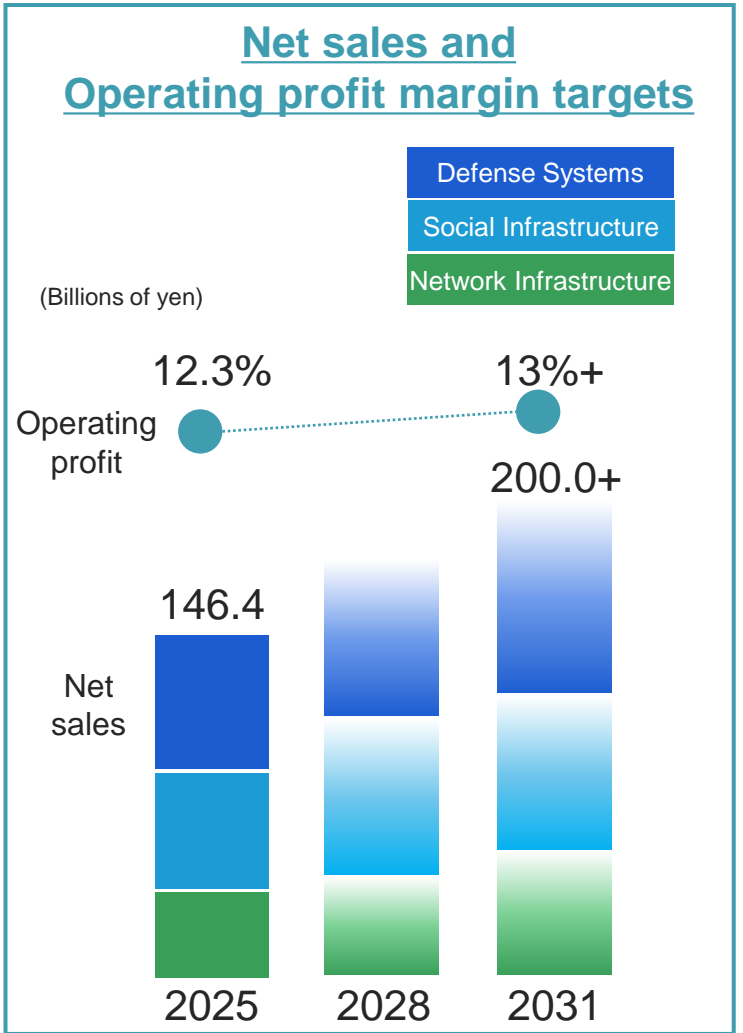 Net sales and
Operating profit margin targets
Defense Systems
Social Infrastructure
Network Infrastructure
(Billions of yen)
12.3%
13%+
Operating
profit
200.0+
146.4
Net
sales
2025
2028
2031